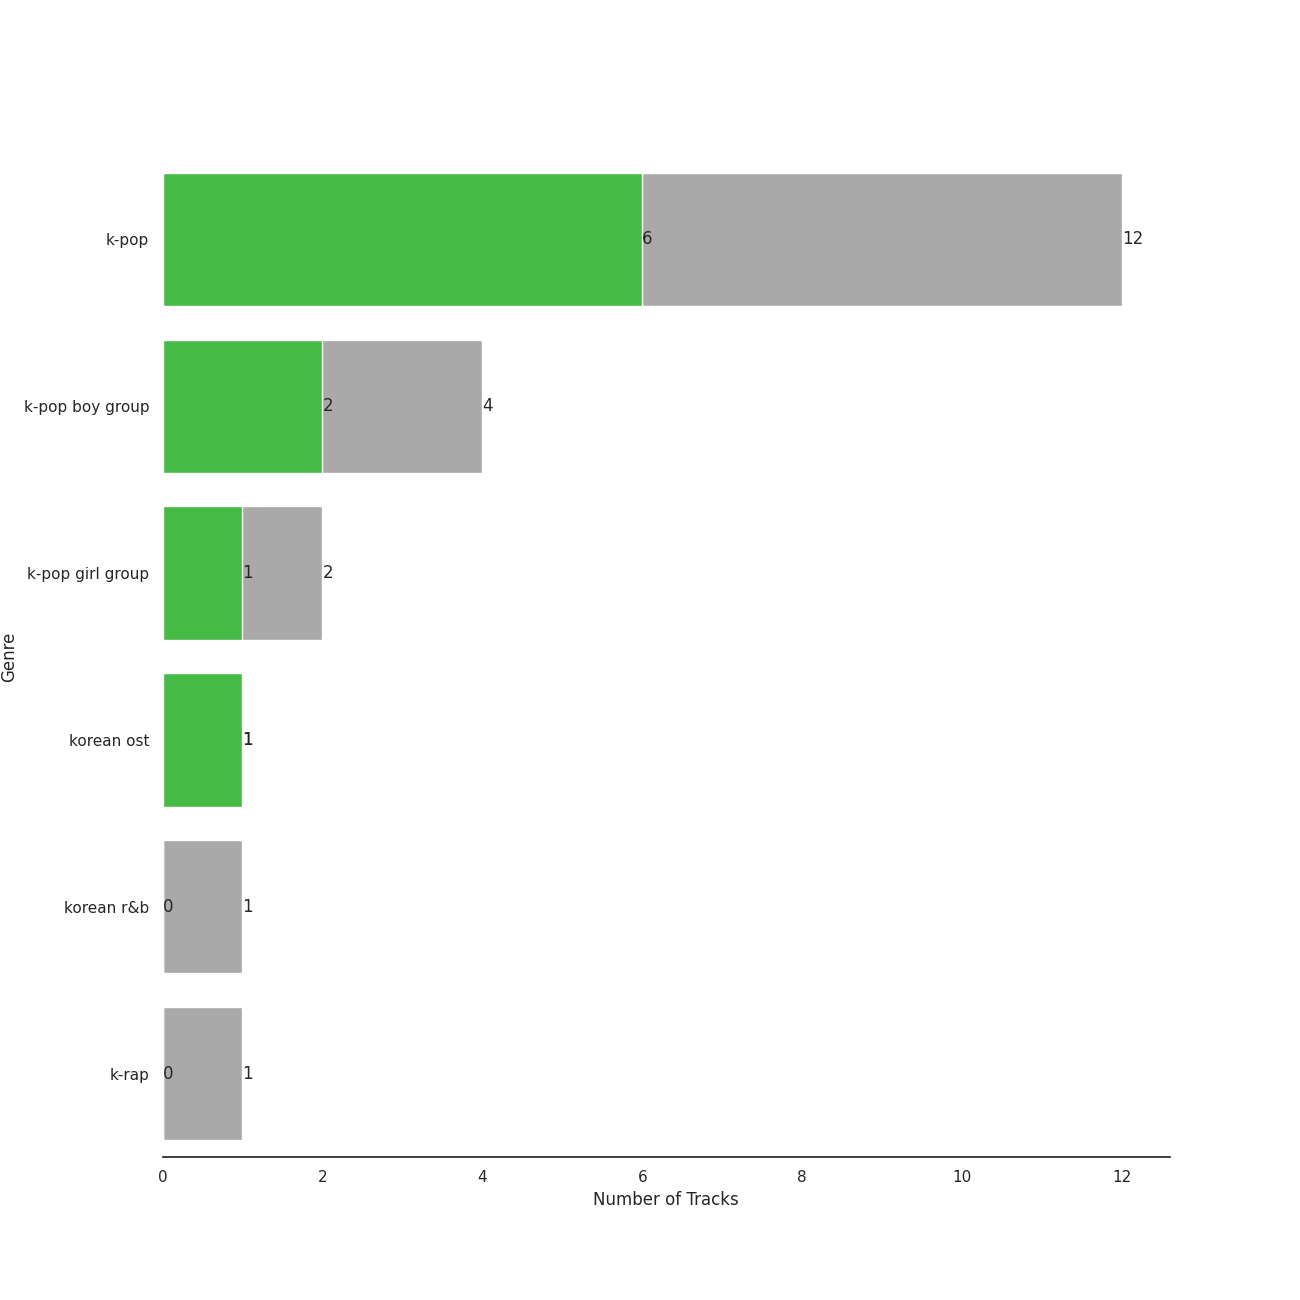 k-pop
6
12
k-pop boy group
2
4
k-pop girl group
1
2
Genre
korean ost
1
korean r&b
0
1
k-rap
0
1
0 2 4 6 8 10 12
Number of Tracks